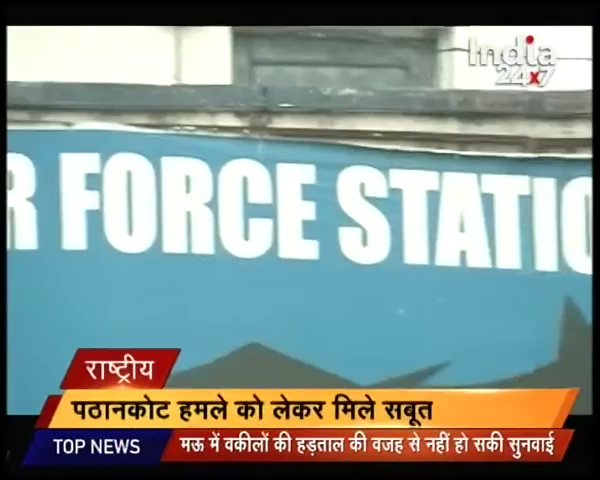 India
24x7
R FORCE STATIO
राष्ट्रीय
पठानकोट हमले को लेकर मिले सबूत
TOP NEWS
मऊ में वकीलों की हड़ताल की वजह से नहीं हो सकी सुनवाई